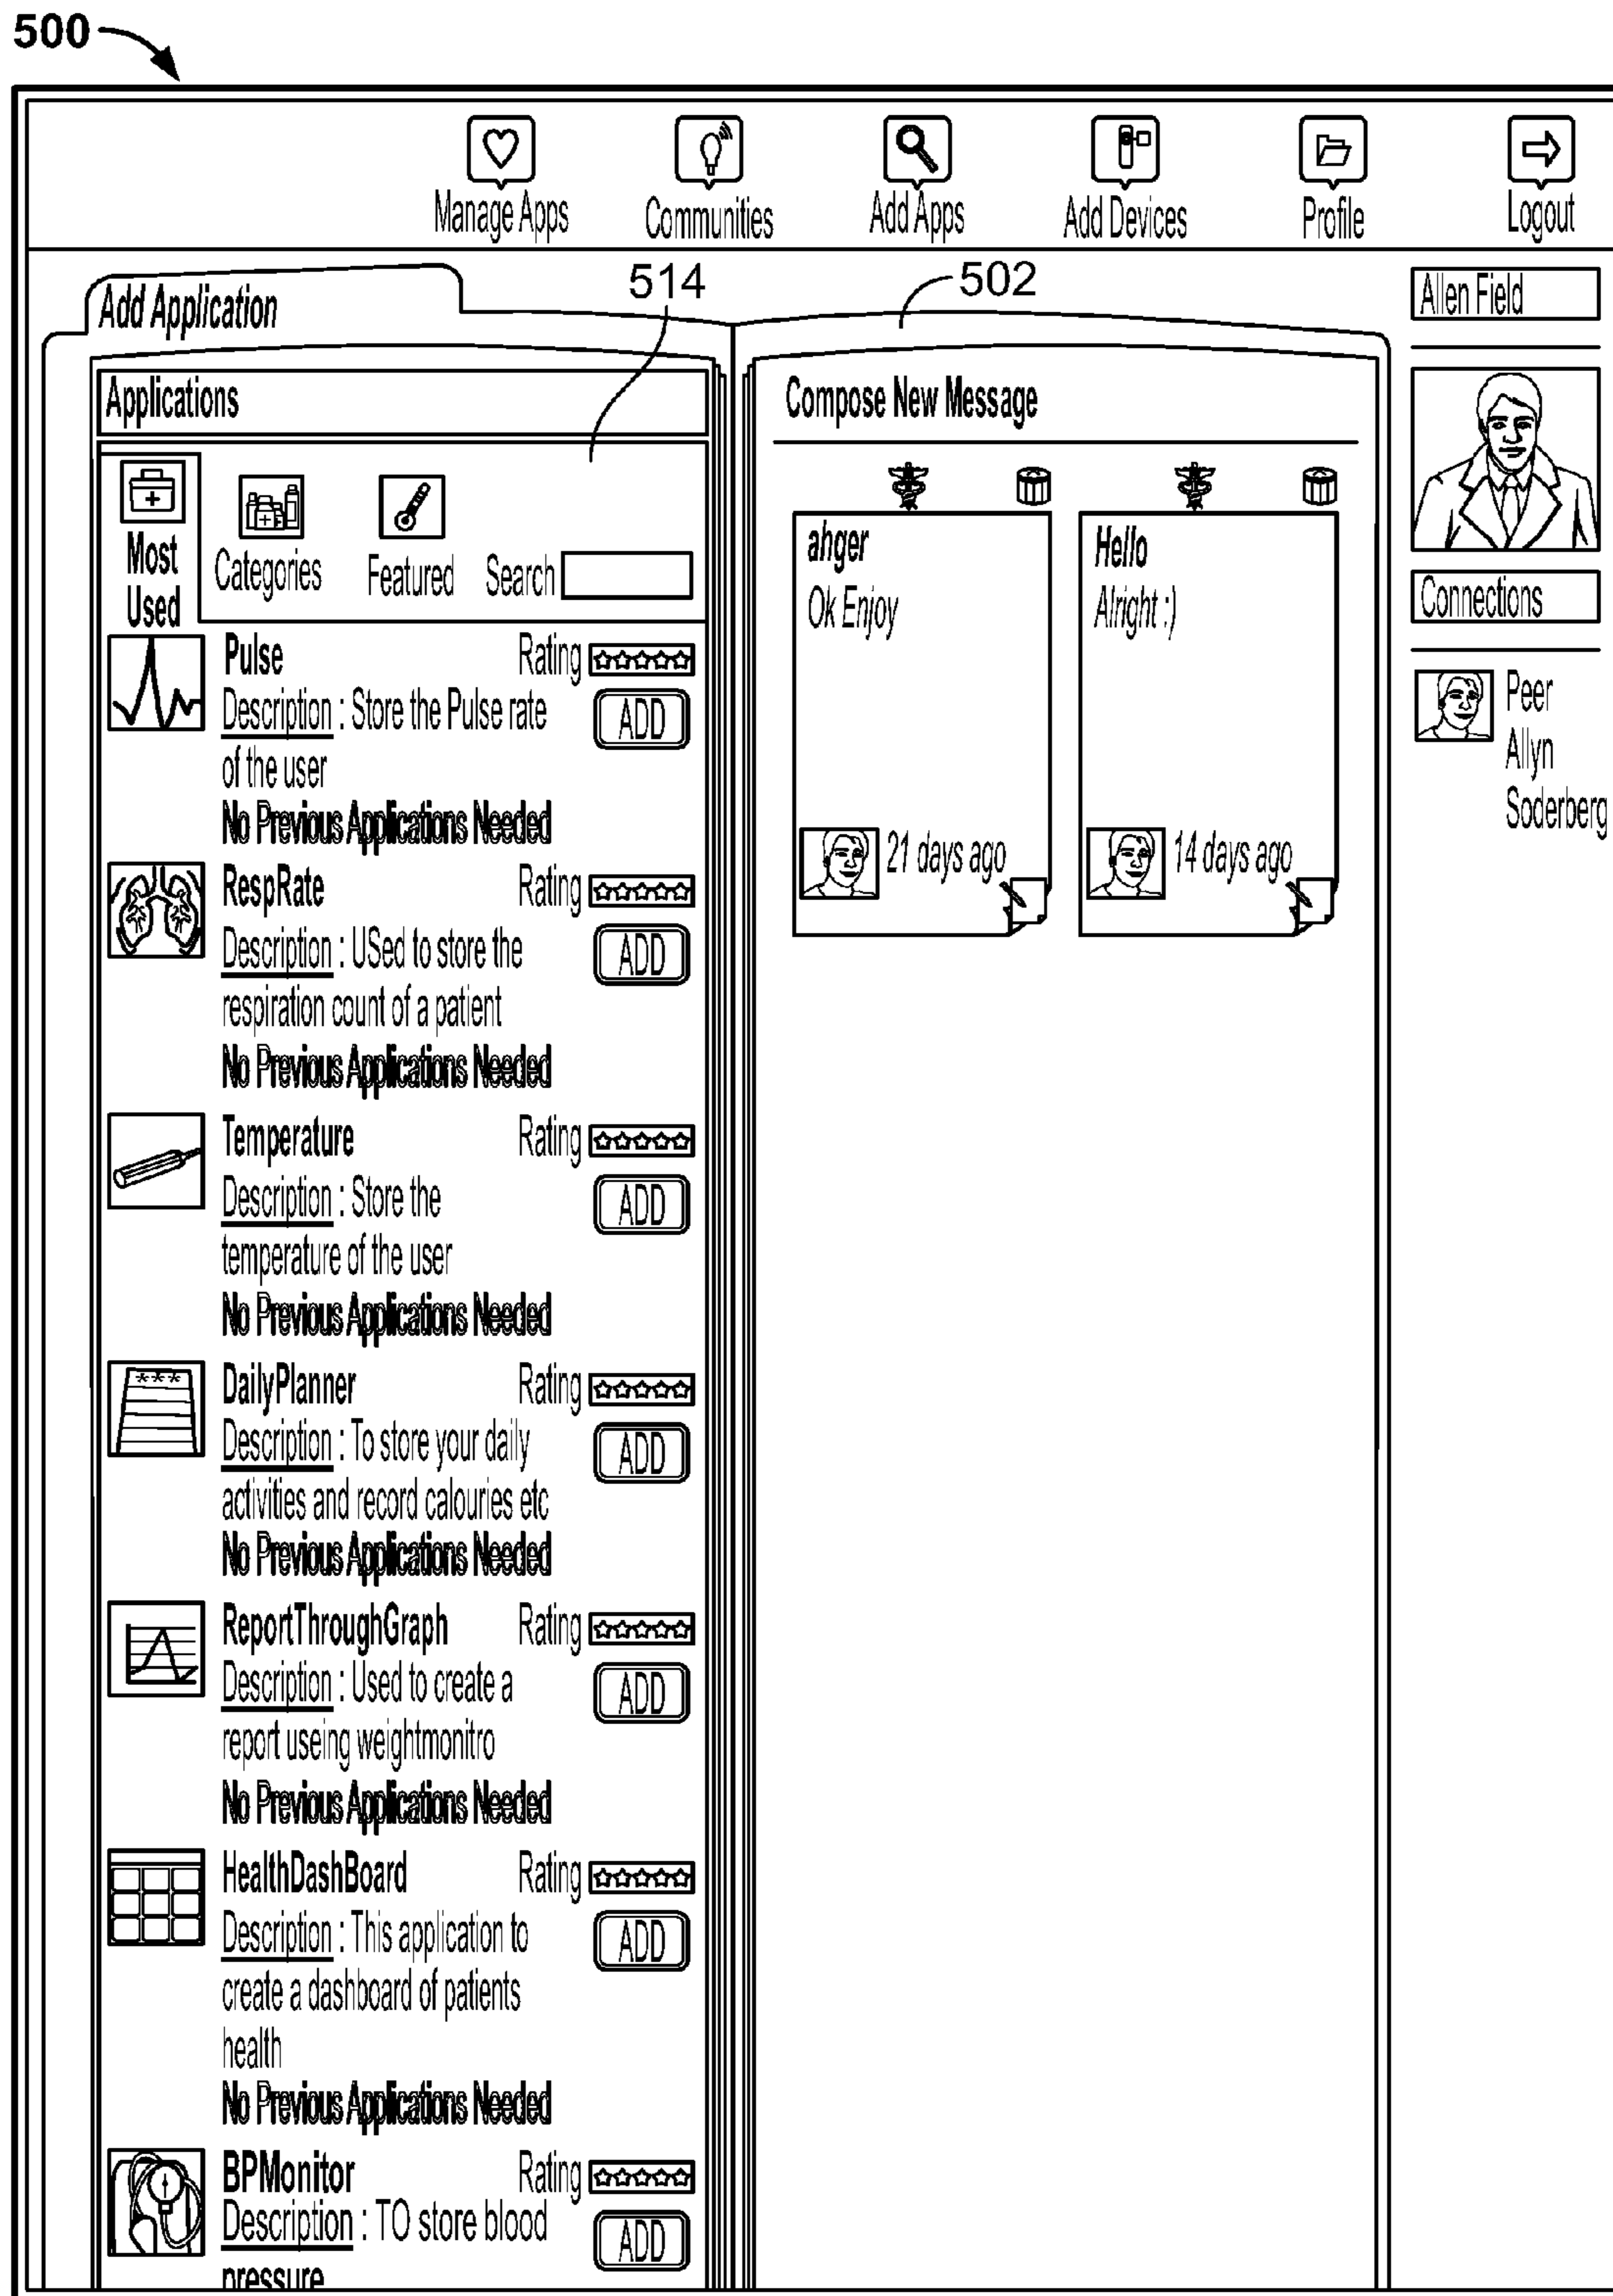 500
Manage Apps
Communities
Add Apps
Add Devices
Profile
Logout
Add Application
514
502
Applications
Most
Used
Categories
Featured
Search
Pulse
Rating
Description : Store the Pulse rate
ADD
of the user
No Previous Applications Needed
RespRate
Rating
Description : USed to store the
ADD
respiration count of a patient
No Previous Applications Needed
Temperature
Rating
Description : Store the
ADD
temperature of the user
No Previous Applications Needed
***
DailyPlanner
Rating
Description : To store your daily
ADD
activities and record calouries etc
No Previous Applications Needed
ReportThroughGraph
Rating
Description : Used to create a
ADD
report useing weightmonitro
No Previous Applications Needed
HealthDashBoard
Rating
Description : This application to
ADD
create a dashboard of patients
health
No Previous Applications Needed
BPMonitor
Rating
Description : TO store blood
ADD
pressure
Compose New Message
ahger
Ok Enjoy
21 days ago
Hello
Alright :)
14 days ago
Allen Field
Connections
Peer
Allyn
Soderberg